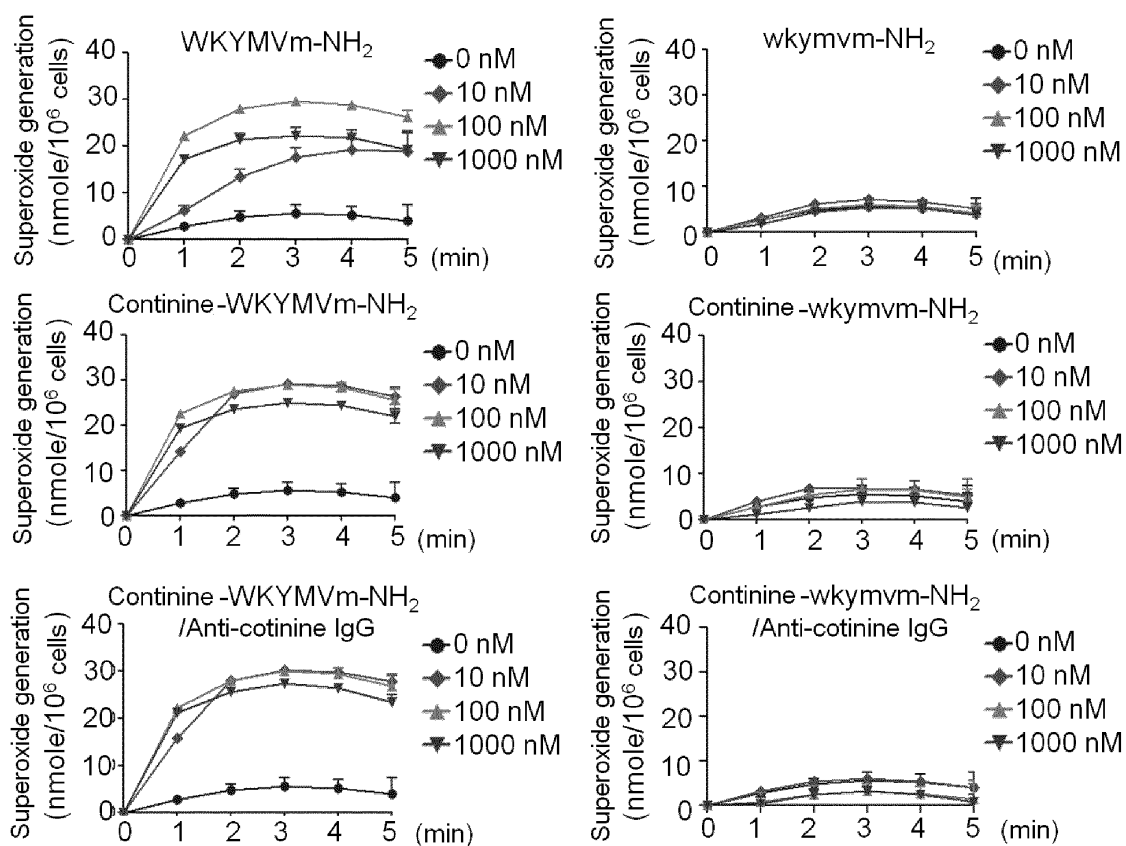 WKYMVm-NH2
Superoxide generation
(nmole/10^6 cells)
40
30
20
10
0
0 1 2 3 4 5 (min)
0 nM
10 nM
100 nM
1000 nM
wkymvm-NH2
Superoxide generation
(nmole/10^6 cells)
40
30
20
10
0
0 1 2 3 4 5 (min)
0 nM
10 nM
100 nM
1000 nM
Continine-WKYMVm-NH2
Superoxide generation
(nmole/10^6 cells)
40
30
20
10
0
0 1 2 3 4 5 (min)
0 nM
10 nM
100 nM
1000 nM
Continine-wkymvm-NH2
Superoxide generation
(nmole/10^6 cells)
40
30
20
10
0
0 1 2 3 4 5 (min)
0 nM
10 nM
100 nM
1000 nM
Continine-WKYMVm-NH2
/Anti-cotinine IgG
Superoxide generation
(nmole/10^6 cells)
40
30
20
10
0
0 1 2 3 4 5 (min)
0 nM
10 nM
100 nM
1000 nM
Continine-wkymvm-NH2
/Anti-cotinine IgG
Superoxide generation
(nmole/10^6 cells)
40
30
20
10
0
0 1 2 3 4 5 (min)
0 nM
10 nM
100 nM
1000 nM